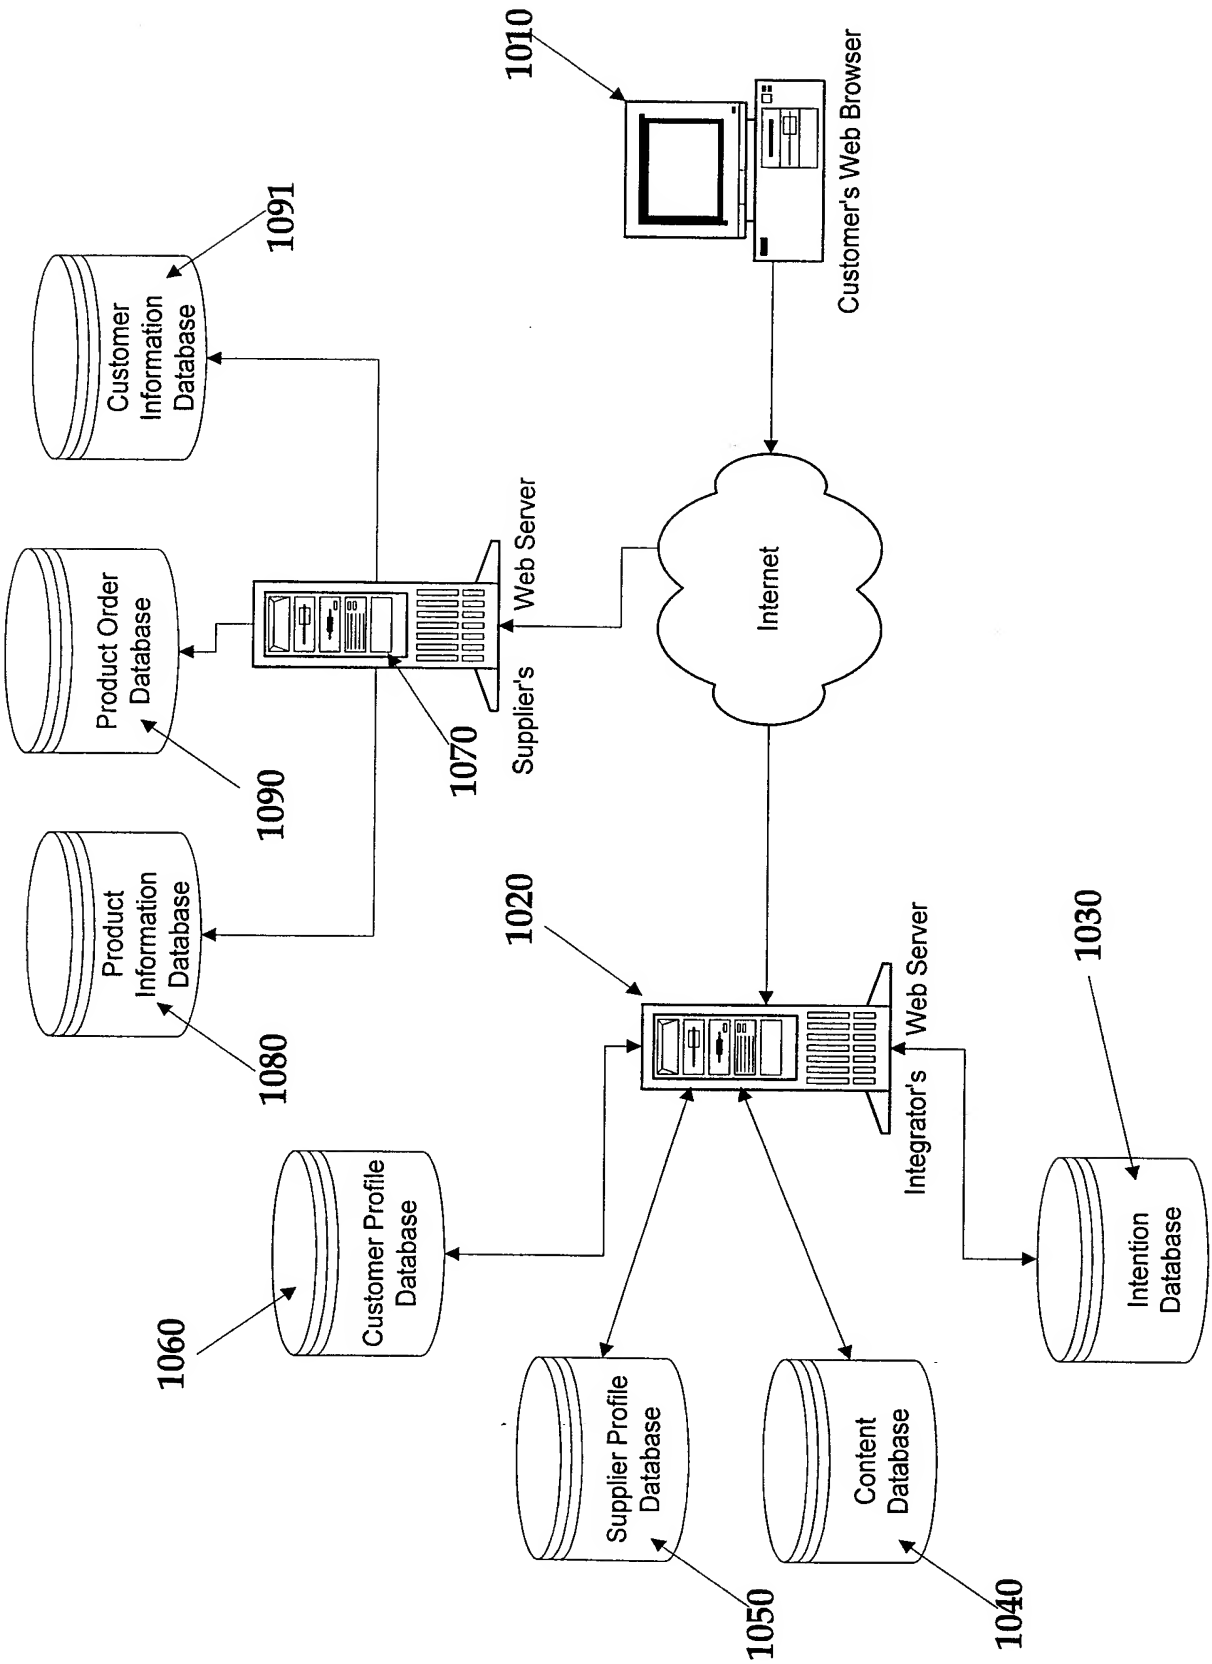 1060
Customer Profile
Database
1050
Supplier Profile
Database
1040
Content
Database
1030
Intention
Database
1020
Integrator's
Web Server
1080
Product
Information
Database
1090
Product Order
Database
1091
Customer
Information
Database
1070
Supplier's
Web Server
Internet
1010
Customer's Web Browser